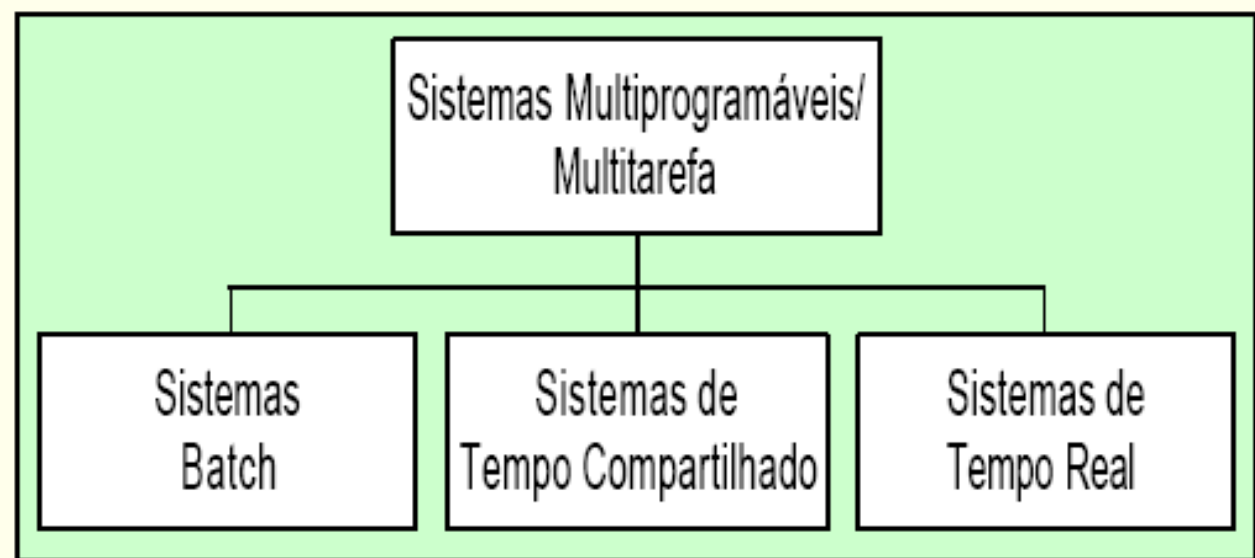 Sistemas Multiprogramáveis/
Multitarefa
Sistemas
Batch
Sistemas de
Tempo Compartilhado
Sistemas de
Tempo Real